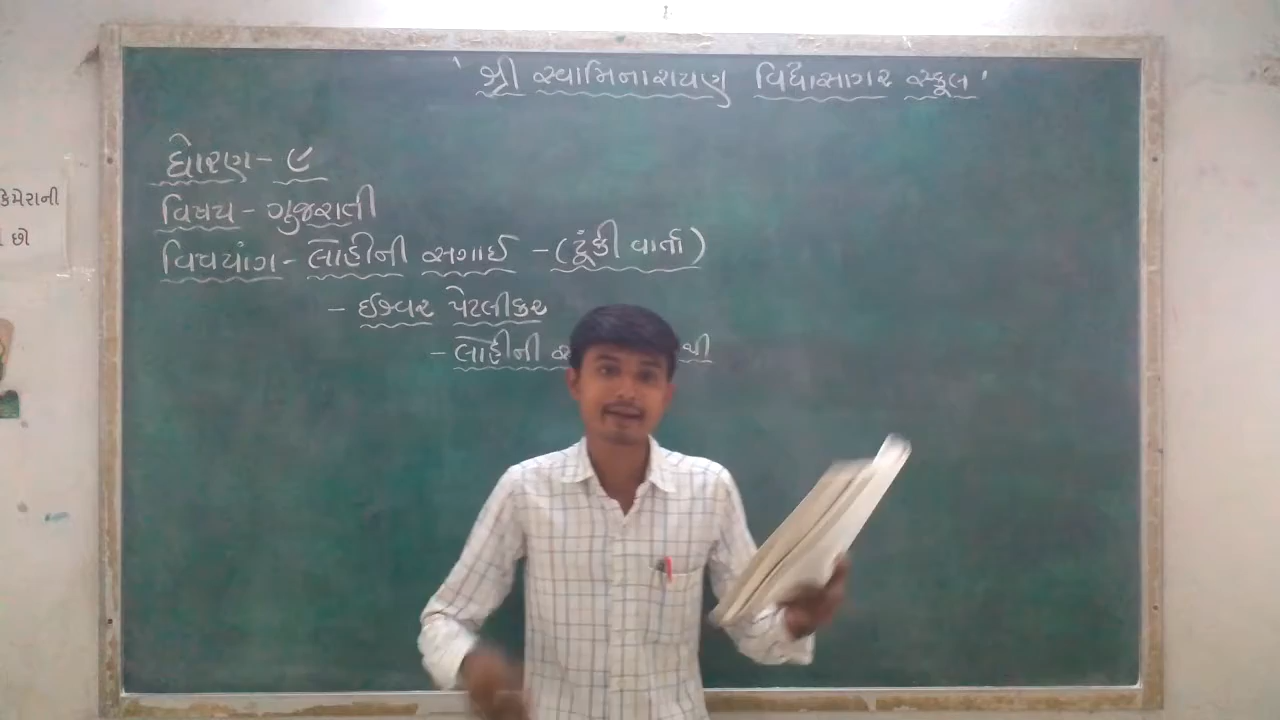 ' શ્રી સ્વામિનારાયણ વિદ્યાસાગર સ્કૂલ '
ધોરણ - ૯
વિષય - ગુજરાતી
વિષયાંગ - લોહીની સગાઈ - (ટૂંકી વાર્તા)
- ઈશ્વર પેટલીકર
- લોહીની
કેમેરાની
છો